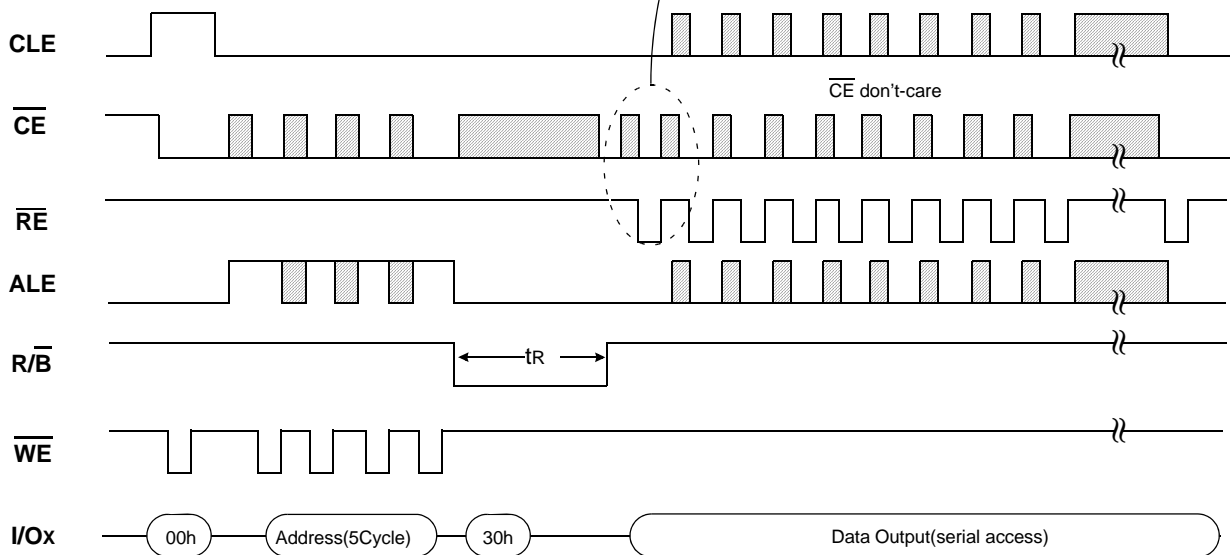 CLE
CE don't-care
CE
RE
ALE
R/B
tR
WE
I/Ox
00h
Address(5Cycle)
30h
Data Output(serial access)